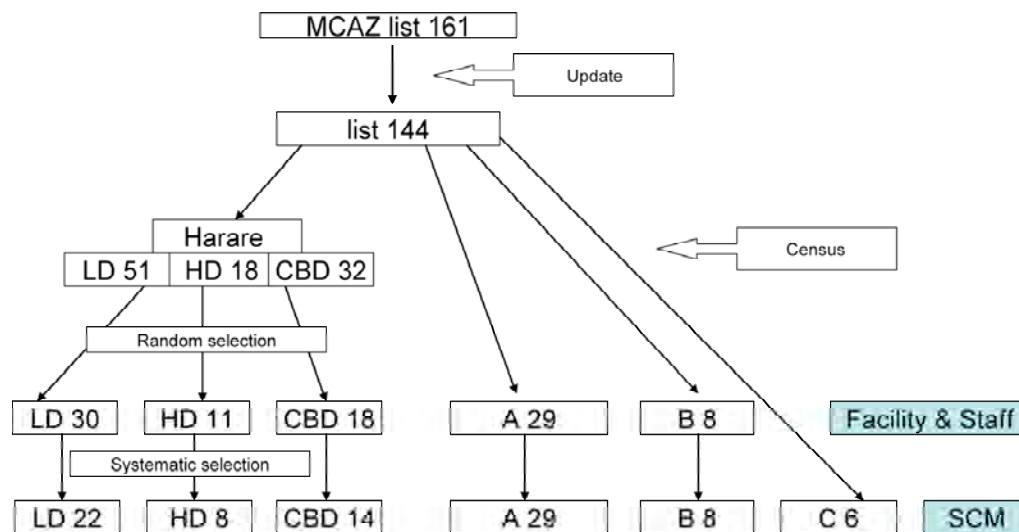 MCAZ list 161
Update
list 144
Harare
Census
LD 51 HD 18 CBD 32
Random selection
LD 30 HD 11 CBD 18 A 29 B 8 Facility & Staff
Systematic selection
LD 22 HD 8 CBD 14 A 29 B 8 C 6 SCM